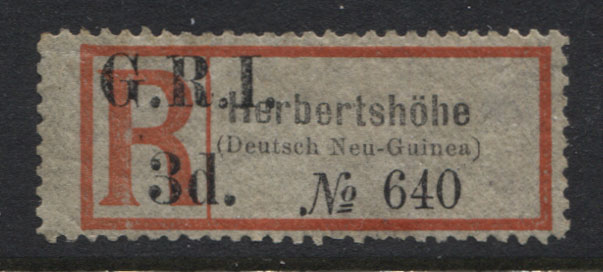 G.R.I.
R
Herbertshöhe
(Deutsch Neu-Guinea)
3d.
№ 640